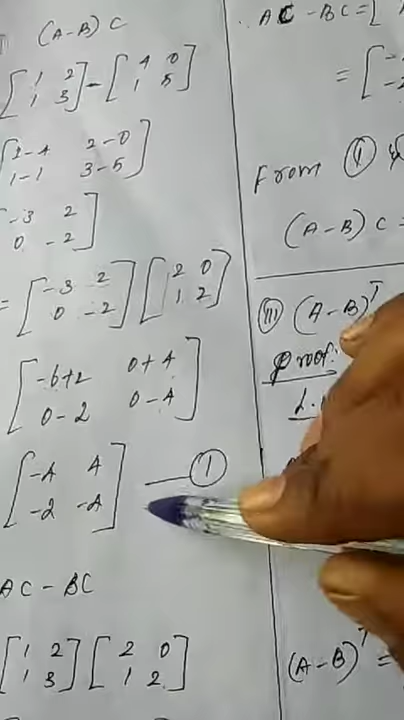 (A-B) C
[1 2 1 3] - [4 0 1 5]
[1-4 2-0 1-1 3-5]
-3 2 0 -2]
= [-3 2 0 -2] [2 0 1 2]
[-6+2 0+4 0-2 0-4]
[-4 4 -2 -4] — (I)
AC - BC
[1 2 1 3] [2 0 1 2]
∴ AC - BC = [
= [
From (I) &
(A-B) C =
(III) (A-B)ᵀ
Proof:
L.
(A-B)ᵀ =